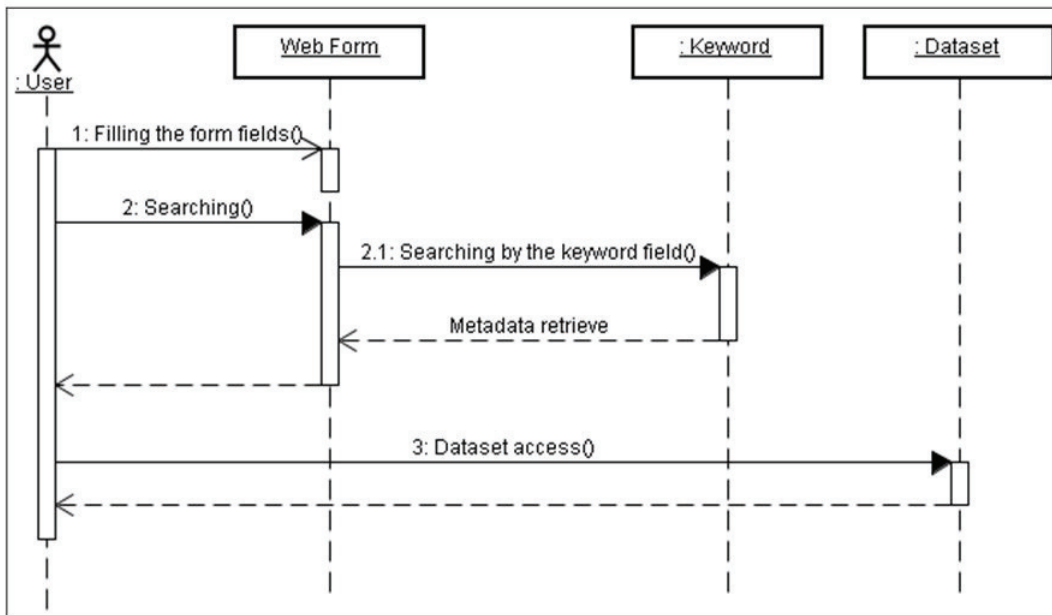 : User
Web Form
: Keyword
: Dataset
1: Filling the form fields()
2: Searching()
2.1: Searching by the keyword field()
Metadata retrieve
3: Dataset access()